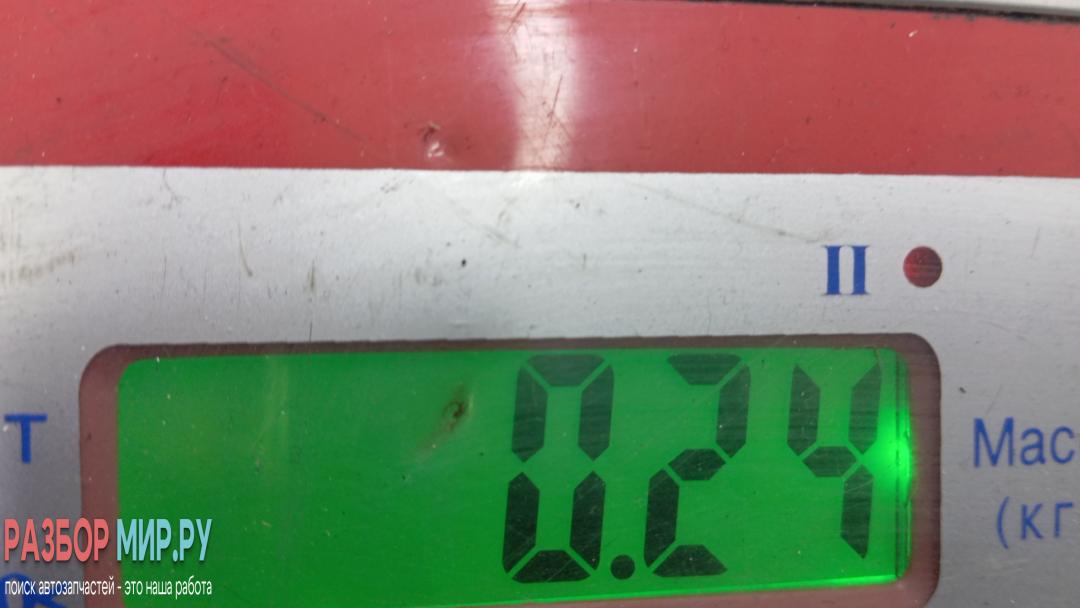 II
0.24
T
Мас
(кг
РАЗБОР МИР.РУ
поиск автозапчастей - это наша работа